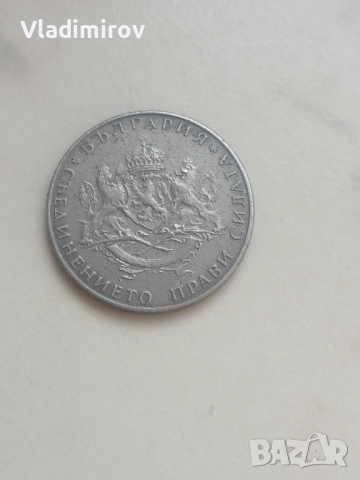 Vladimirov
* БЪЛГАРИЯ *
СЪЕДИНЕНИЕТО ПРАВИ СИЛАТА
BAZAR